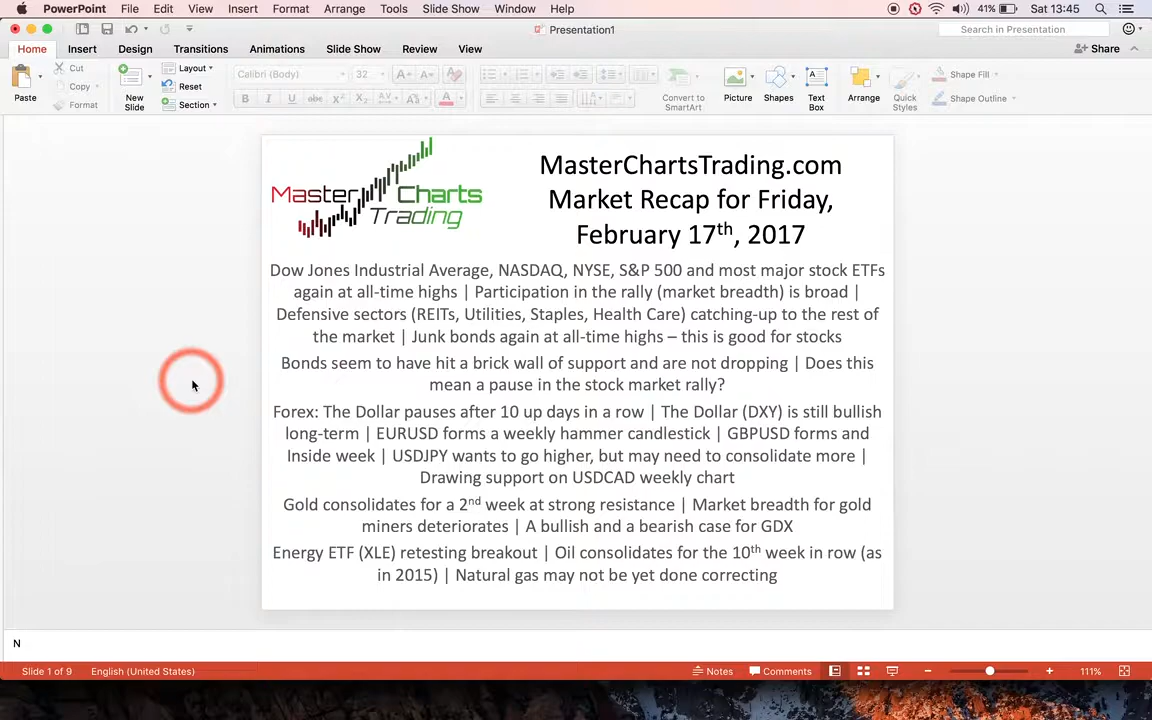 PowerPoint File Edit View Insert Format Arrange Tools Slide Show Window Help 41% Sat 13:45
Presentation1 Search in Presentation
Home Insert Design Transitions Animations Slide Show Review View Share
Paste Cut Copy Format New Slide Layout Reset Section Calibri (Body) 32 Convert to SmartArt Picture Shapes Text Box Arrange Quick Styles Shape Fill Shape Outline
Master Charts Trading
MasterChartsTrading.com
Market Recap for Friday,
February 17th, 2017
Dow Jones Industrial Average, NASDAQ, NYSE, S&P 500 and most major stock ETFs
again at all-time highs | Participation in the rally (market breadth) is broad |
Defensive sectors (REITs, Utilities, Staples, Health Care) catching-up to the rest of
the market | Junk bonds again at all-time highs – this is good for stocks
Bonds seem to have hit a brick wall of support and are not dropping | Does this
mean a pause in the stock market rally?
Forex: The Dollar pauses after 10 up days in a row | The Dollar (DXY) is still bullish
long-term | EURUSD forms a weekly hammer candlestick | GBPUSD forms and
Inside week | USDJPY wants to go higher, but may need to consolidate more |
Drawing support on USDCAD weekly chart
Gold consolidates for a 2nd week at strong resistance | Market breadth for gold
miners deteriorates | A bullish and a bearish case for GDX
Energy ETF (XLE) retesting breakout | Oil consolidates for the 10th week in row (as
in 2015) | Natural gas may not be yet done correcting
N
Slide 1 of 9 English (United States) Notes Comments 111%